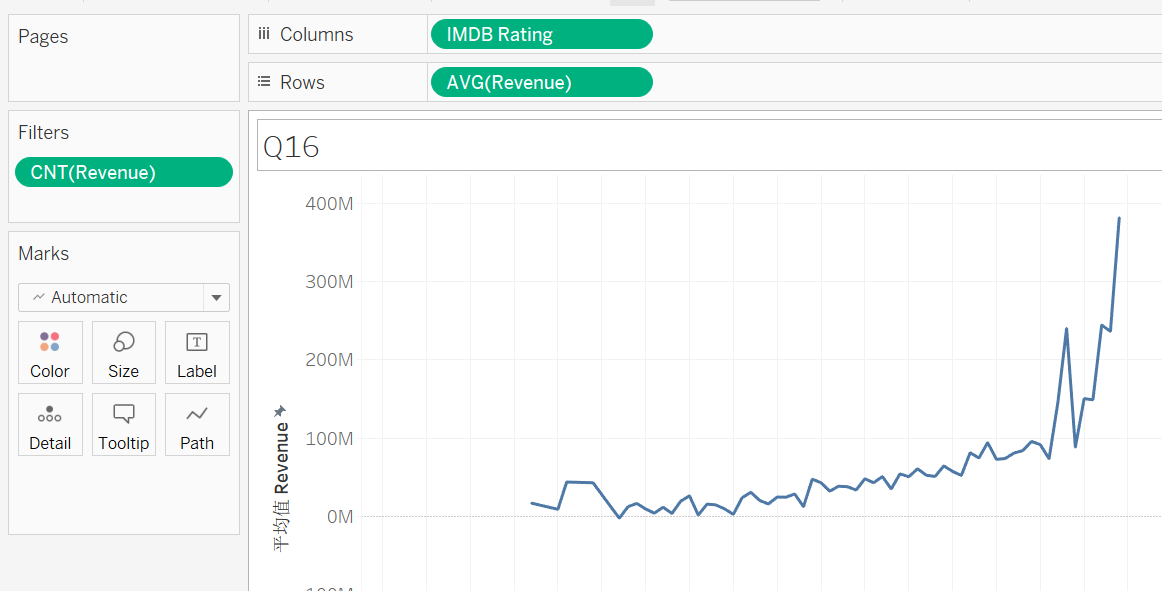 Pages
Columns
IMDB Rating
Rows
AVG(Revenue)
Filters
CNT(Revenue)
Marks
Automatic
Color
Size
Label
Detail
Tooltip
Path
Q16
400M
300M
200M
100M
0M
平均值 Revenue